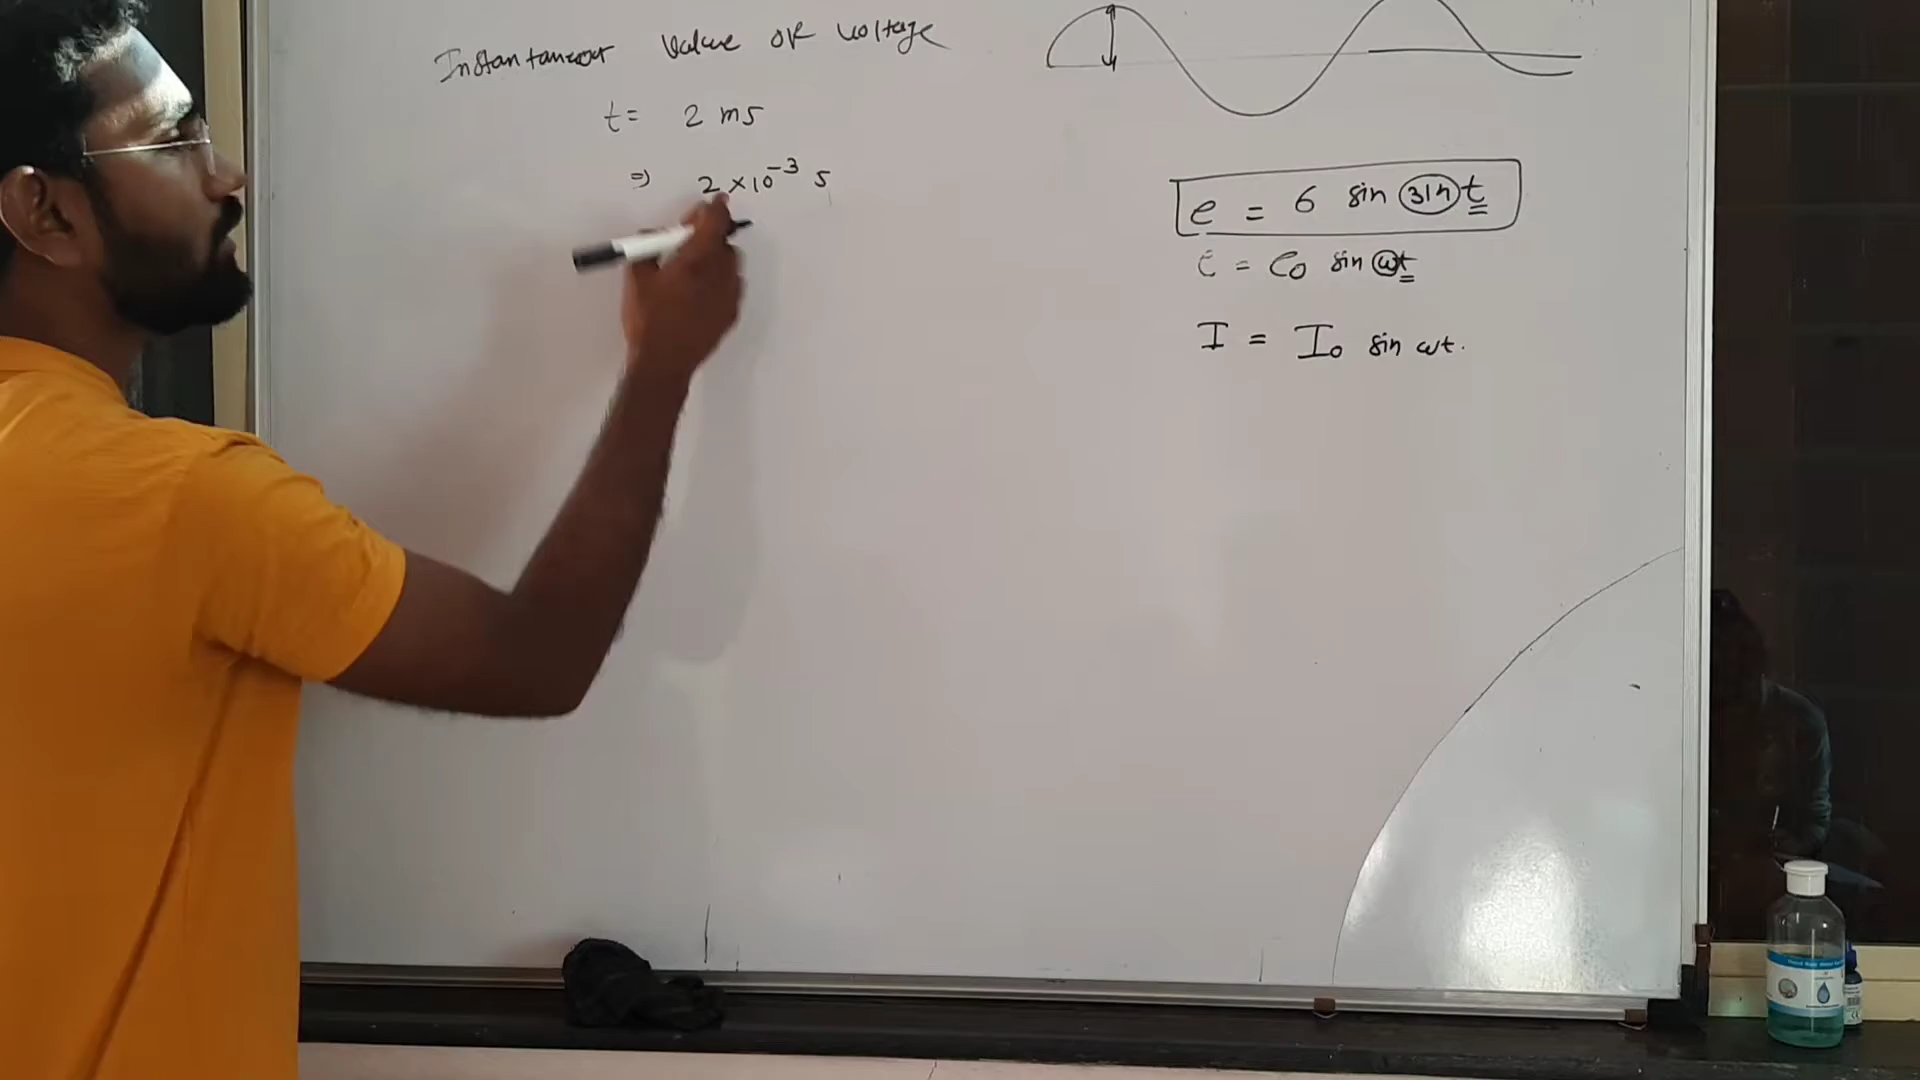 Instantaneous Value of Voltage
t = 2 ms
⇒ 2 × 10⁻³ s
e = 6 sin 314 t
e = e₀ sin ωt
I = I₀ sin ωt.